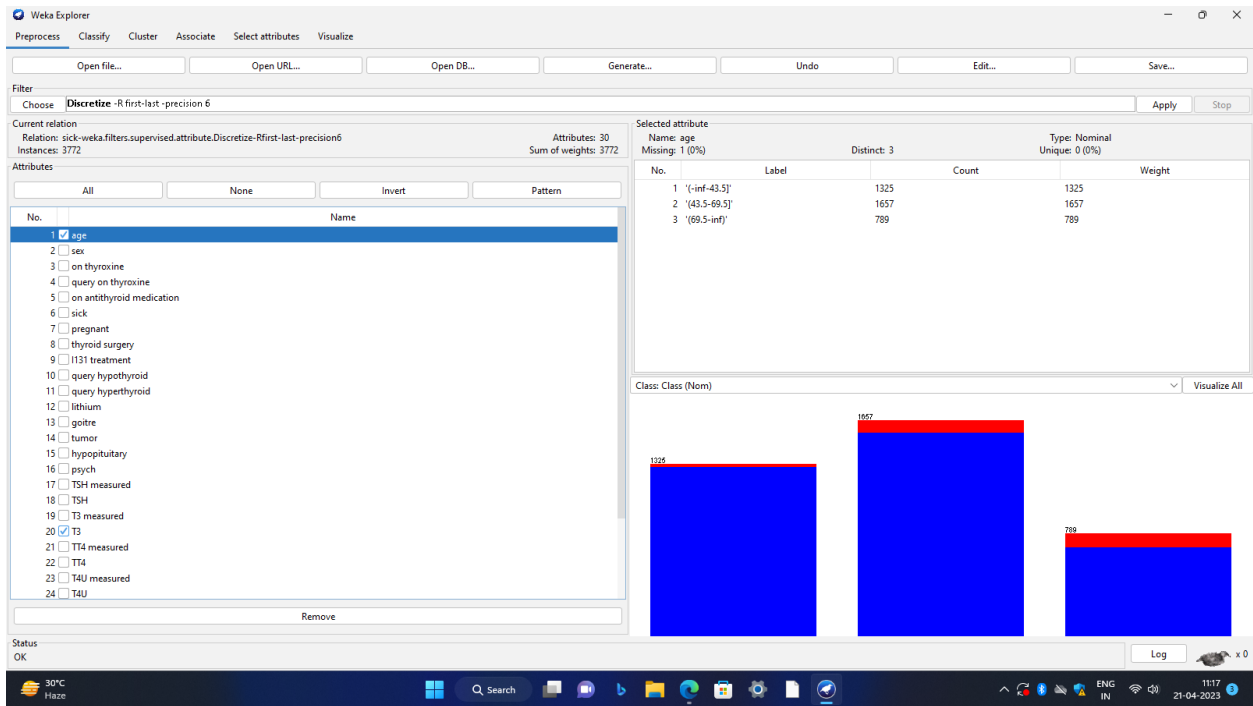 Weka Explorer
Preprocess Classify Cluster Associate Select attributes Visualize
Open file... Open URL... Open DB... Generate... Undo Edit... Save...
Filter
Choose Discretize -R first-last -precision 6 Apply Stop
Current relation
Relation: sick-weka.filters.supervised.attribute.Discretize-Rfirst-last-precision6 Attributes: 30
Instances: 3772 Sum of weights: 3772
Attributes
All None Invert Pattern
No. Name
1 age
2 sex
3 on thyroxine
4 query on thyroxine
5 on antithyroid medication
6 sick
7 pregnant
8 thyroid surgery
9 I131 treatment
10 query hypothyroid
11 query hyperthyroid
12 lithium
13 goitre
14 tumor
15 hypopituitary
16 psych
17 TSH measured
18 TSH
19 T3 measured
20 T3
21 TT4 measured
22 TT4
23 T4U measured
24 T4U
Remove
Selected attribute
Name: age Type: Nominal
Missing: 1 (0%) Distinct: 3 Unique: 0 (0%)
No. Label Count Weight
1 '(-inf-43.5]' 1325 1325
2 '(43.5-69.5]' 1657 1657
3 '(69.5-inf)' 789 789
Class: Class (Nom) Visualize All
1325
1657
789
Status
OK
Log x 0
30°C
Haze
Search
ENG
IN
11:17
21-04-2023
3